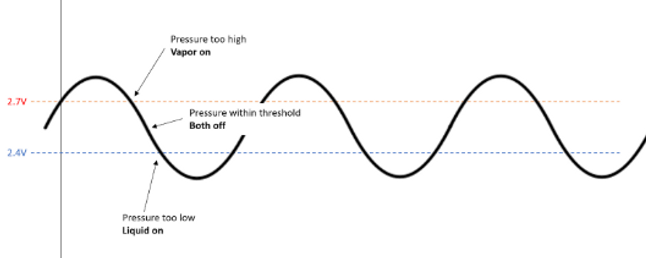 Pressure too high
Vapor on
2.7V
Pressure within threshold
Both off
2.4V
Pressure too low
Liquid on